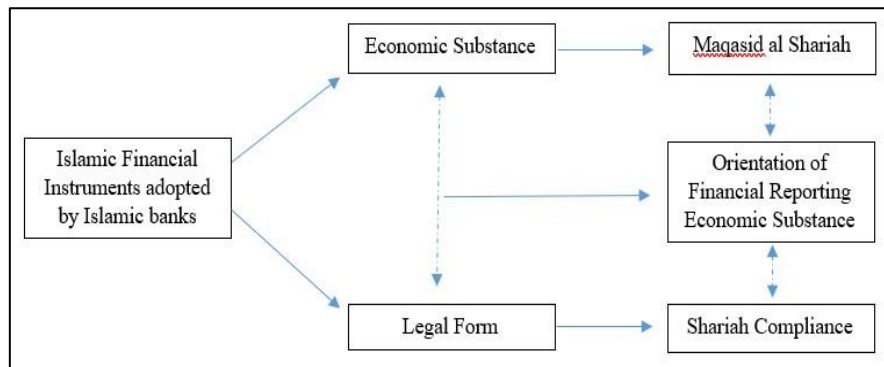 Economic Substance
Maqasid al Shariah
Islamic Financial
Instruments adopted
by Islamic banks
Orientation of
Financial Reporting
Economic Substance
Legal Form
Shariah Compliance